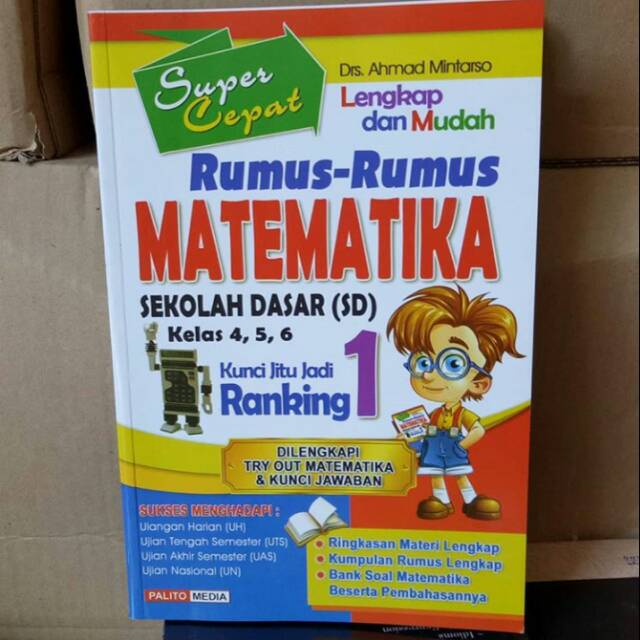 Super
Cepat
Drs. Ahmad Mintarso
Lengkap
dan Mudah
Rumus-Rumus
MATEMATIKA
SEKOLAH DASAR (SD)
Kelas 4, 5, 6
Kunci Jitu Jadi
Ranking 1
DILENGKAPI
TRY OUT MATEMATIKA
& KUNCI JAWABAN
SUKSES MENGHADAPI :
Ulangan Harian (UH)
Ujian Tengah Semester (UTS)
Ujian Akhir Semester (UAS)
Ujian Nasional (UN)
• Ringkasan Materi Lengkap
• Kumpulan Rumus Lengkap
• Bank Soal Matematika
Beserta Pembahasannya
PALITO MEDIA